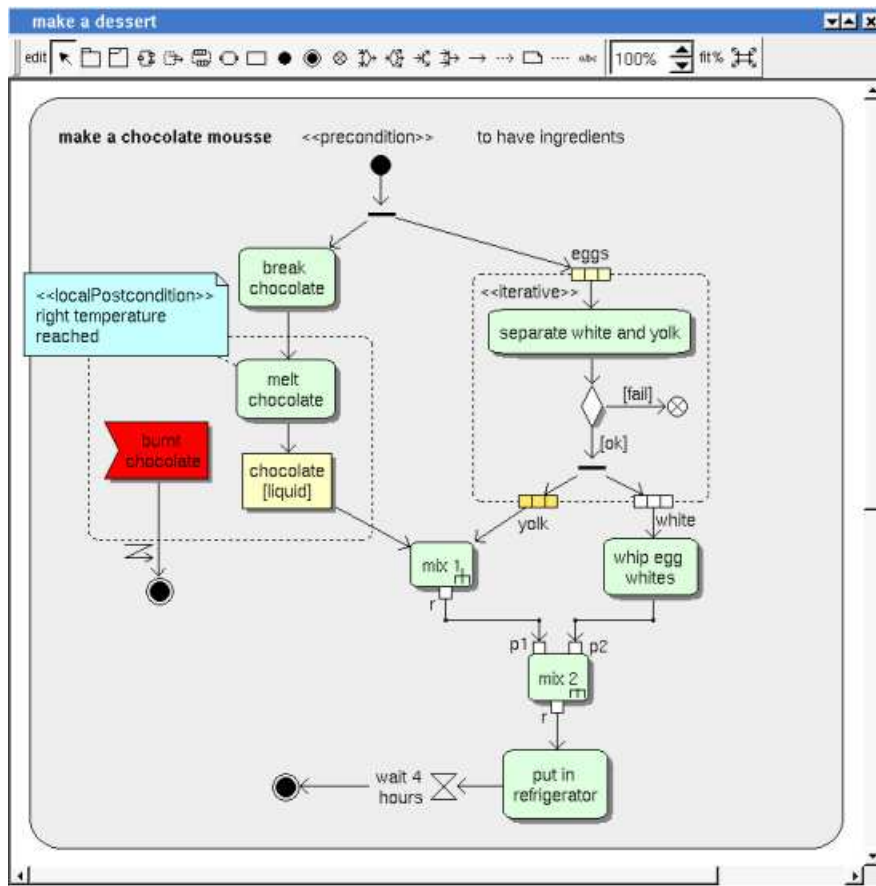 make a dessert
edit
abc
100%
fit%
make a chocolate mousse <<precondition>> to have ingredients
eggs
break
chocolate
<<localPostcondition>>
right temperature
reached
<<iterative>>
separate white and yolk
melt
chocolate
[fail]
burnt
chocolate
[ok]
chocolate
[liquid]
yolk
white
mix 1
whip egg
whites
r
p1
p2
mix 2
r
wait 4
hours
put in
refrigerator